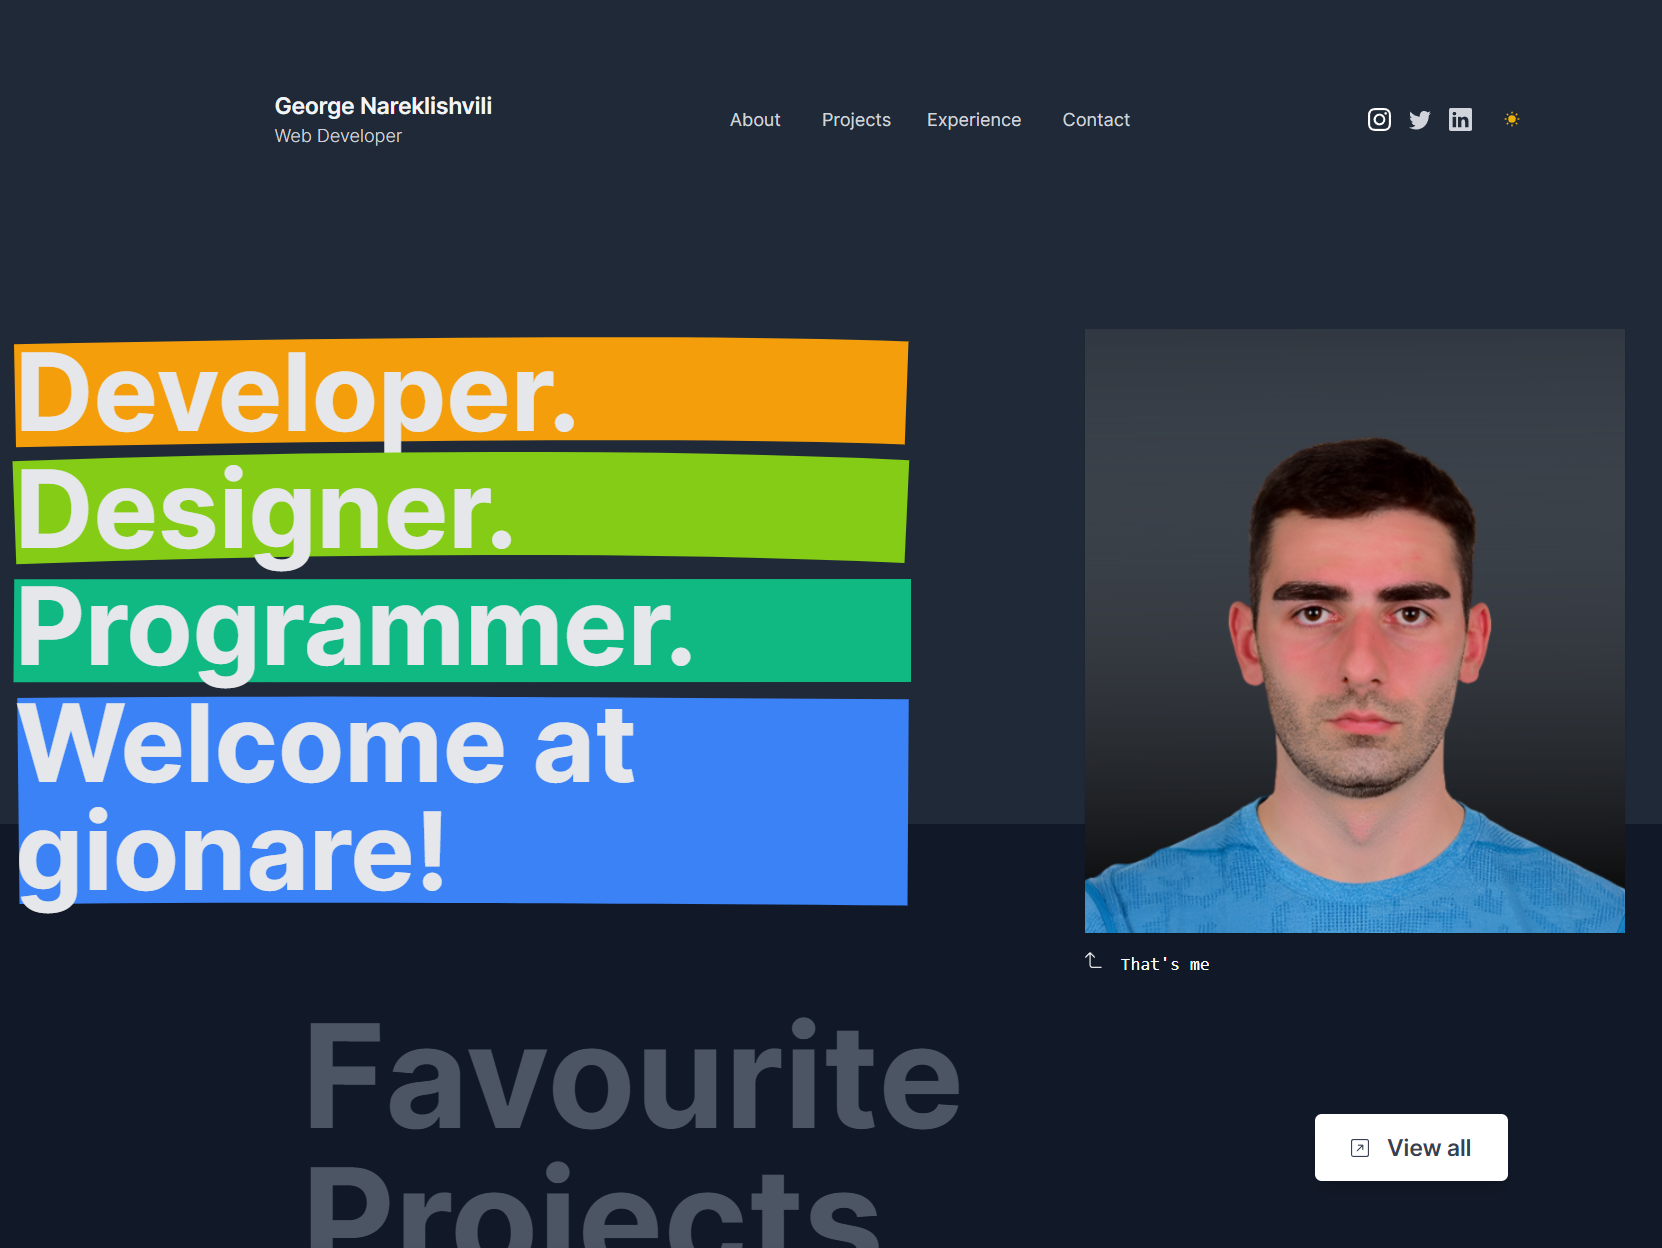 George Nareklishvili
Web Developer
About Projects Experience Contact
Developer.
Designer.
Programmer.
Welcome at
gionare!
That's me
Favourite
Projects
View all